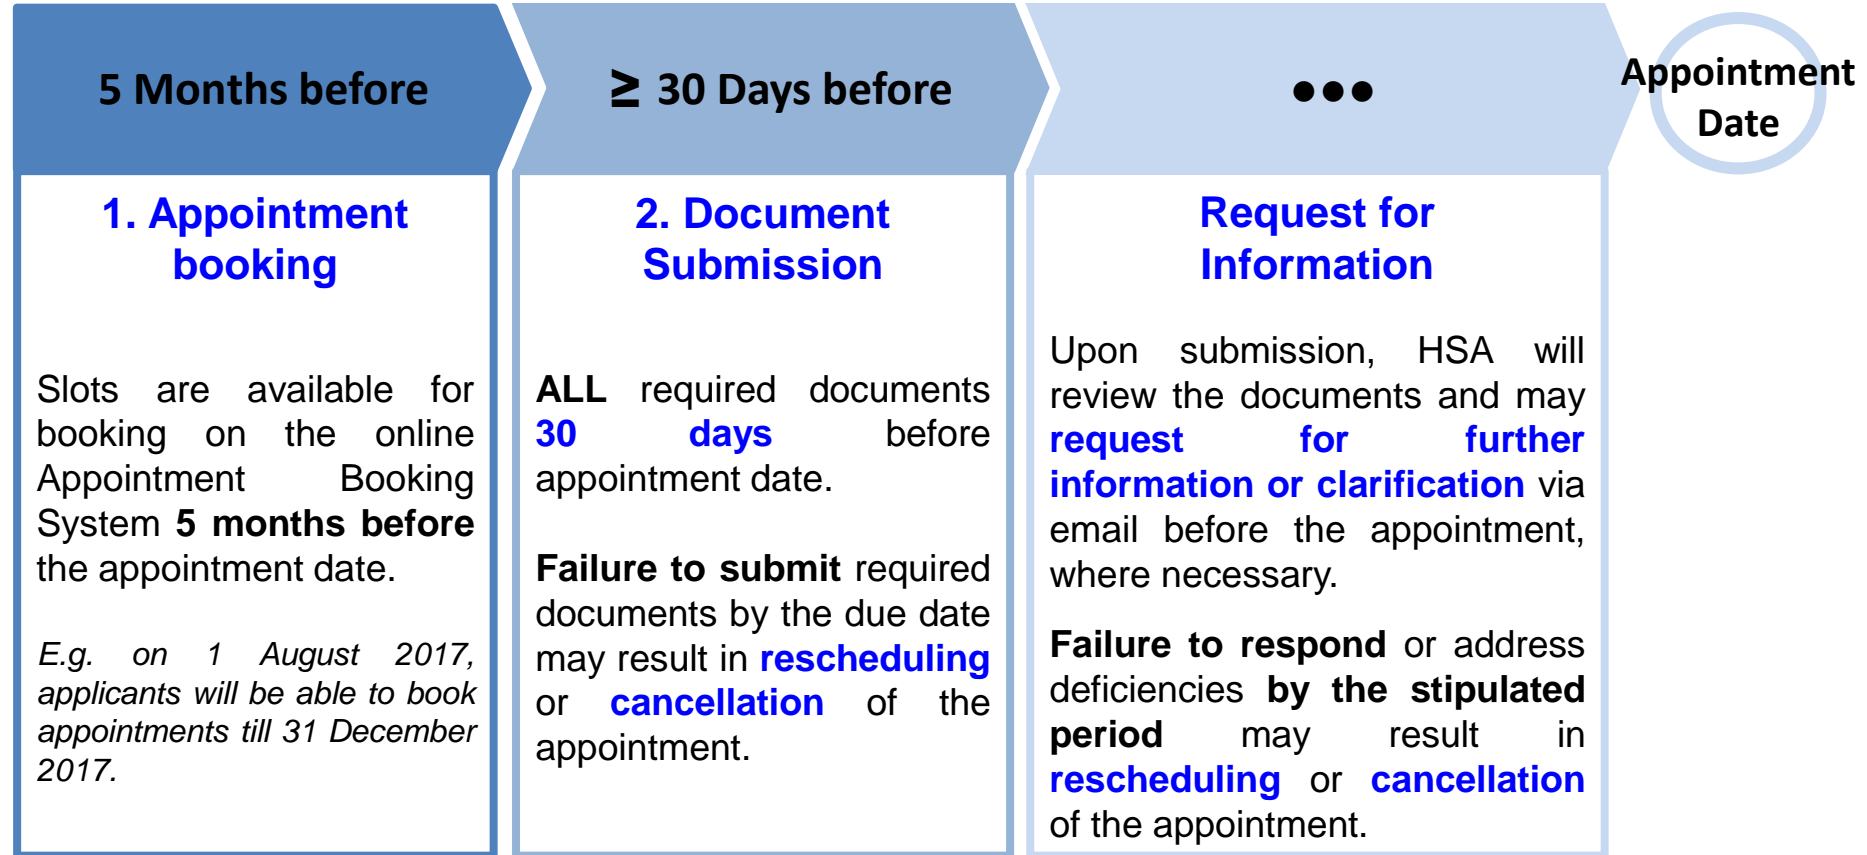 5 Months before
≥ 30 Days before
•••
Appointment
Date
1. Appointment
booking
Slots are available for
booking on the online
Appointment Booking
System 5 months before
the appointment date.
E.g. on 1 August 2017,
applicants will be able to book
appointments till 31 December
2017.
2. Document
Submission
ALL required documents
30 days before
appointment date.
Failure to submit required
documents by the due date
may result in rescheduling
or cancellation of the
appointment.
Request for
Information
Upon submission, HSA will
review the documents and may
request for further
information or clarification via
email before the appointment,
where necessary.
Failure to respond or address
deficiencies by the stipulated
period may result in
rescheduling or cancellation
of the appointment.